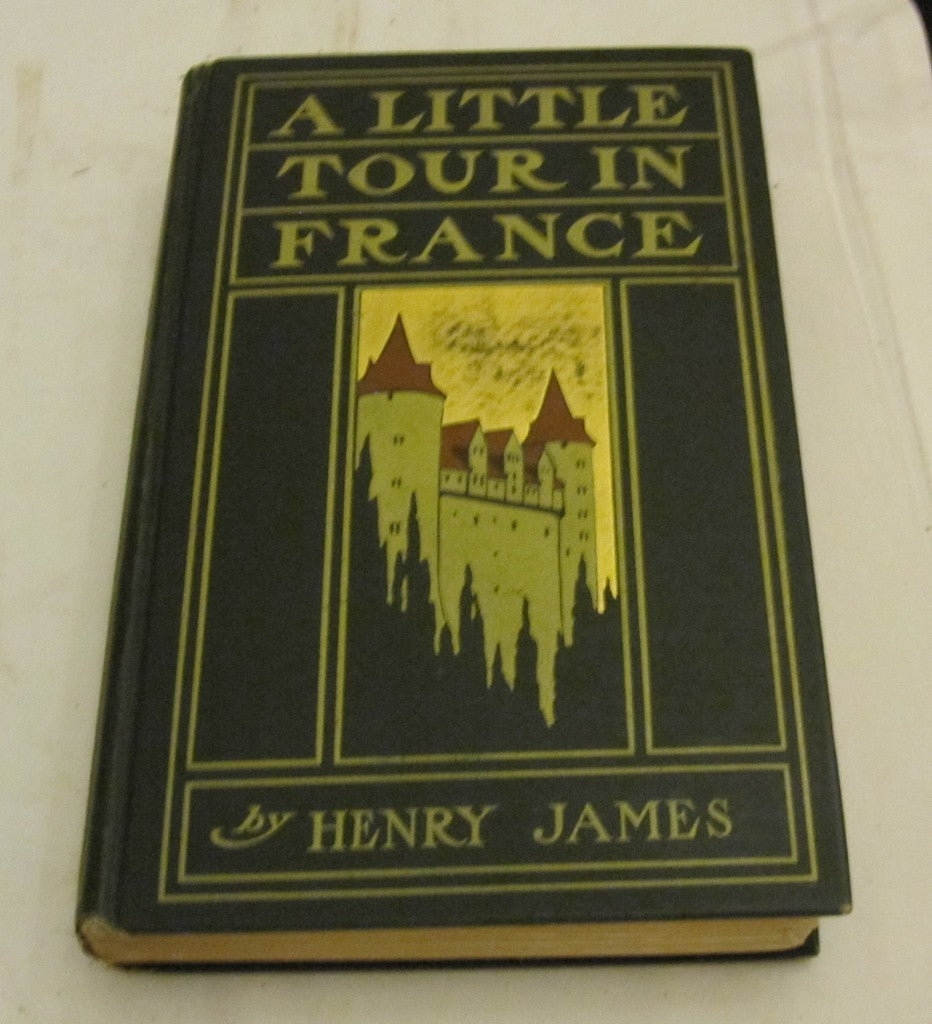 A LITTLE
TOUR IN
FRANCE
by HENRY JAMES